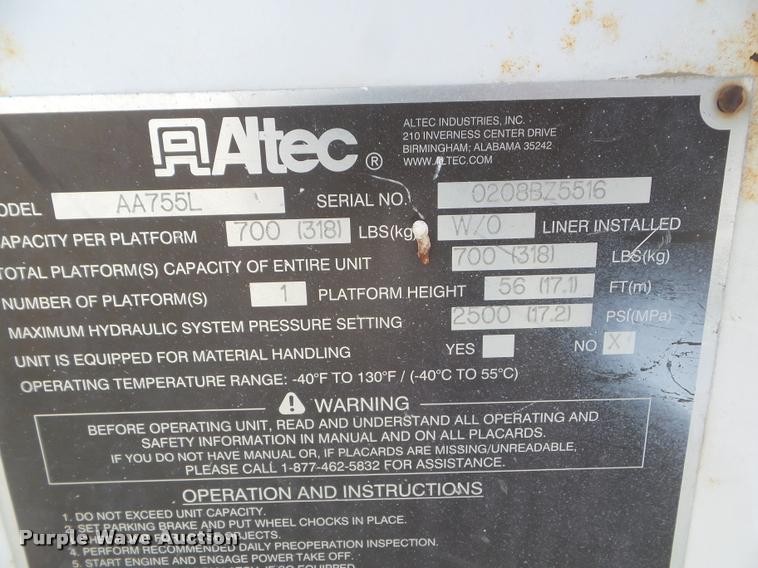 Altec ®
ALTEC INDUSTRIES, INC.
210 INVERNESS CENTER DRIVE
BIRMINGHAM, ALABAMA 35242
WWW.ALTEC.COM
ODEL AA755L SERIAL NO. 0208BZ5516
CAPACITY PER PLATFORM 700 (318) LBS(kg) W/O LINER INSTALLED
TOTAL PLATFORM(S) CAPACITY OF ENTIRE UNIT 700 (318) LBS(kg)
NUMBER OF PLATFORM(S) 1 PLATFORM HEIGHT 56 (17.1) FT(m)
MAXIMUM HYDRAULIC SYSTEM PRESSURE SETTING 2500 (17.2) PSI(MPa)
UNIT IS EQUIPPED FOR MATERIAL HANDLING YES NO X
OPERATING TEMPERATURE RANGE: -40°F TO 130°F / (-40°C TO 55°C)
WARNING
BEFORE OPERATING UNIT, READ AND UNDERSTAND ALL OPERATING AND
SAFETY INFORMATION IN MANUAL AND ON ALL PLACARDS.
IF YOU DO NOT HAVE A MANUAL, OR IF PLACARDS ARE MISSING/UNREADABLE,
PLEASE CALL 1-877-462-5832 FOR ASSISTANCE.
OPERATION AND INSTRUCTIONS
1. DO NOT EXCEED UNIT CAPACITY.
2. SET PARKING BRAKE AND PUT WHEEL CHOCKS IN PLACE.
4. PERFORM RECOMMENDED DAILY PREOPERATION INSPECTION.
5. START ENGINE AND ENGAGE POWER TAKE OFF.
Purple Wave Auction